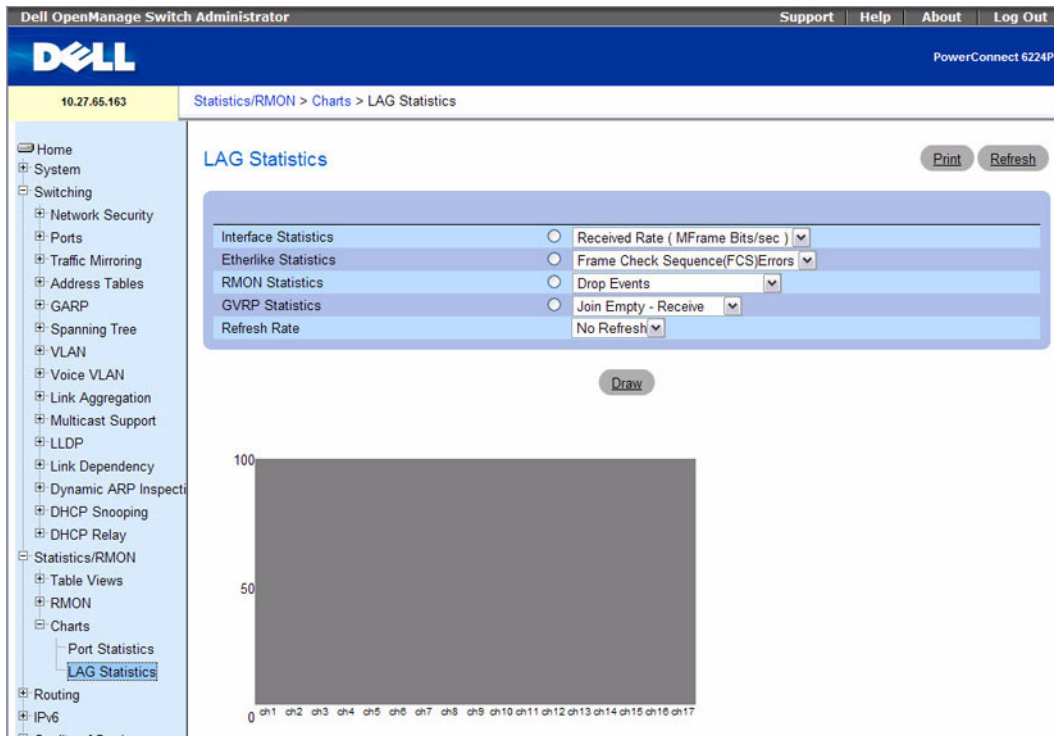 Dell OpenManage Switch Administrator
Support Help About Log Out
DELL
PowerConnect 6224P
10.27.65.163
Statistics/RMON > Charts > LAG Statistics
Home
System
Switching
Network Security
Ports
Traffic Mirroring
Address Tables
GARP
Spanning Tree
VLAN
Voice VLAN
Link Aggregation
Multicast Support
LLDP
Link Dependency
Dynamic ARP Inspecti
DHCP Snooping
DHCP Relay
Statistics/RMON
Table Views
RMON
Charts
Port Statistics
LAG Statistics
Routing
IPv6
LAG Statistics
Print Refresh
Interface Statistics Received Rate ( MFrame Bits/sec )
Etherlike Statistics Frame Check Sequence(FCS)Errors
RMON Statistics Drop Events
GVRP Statistics Join Empty - Receive
Refresh Rate No Refresh
Draw
100
50
0
ch1 ch2 ch3 ch4 ch5 ch6 ch7 ch8 ch9 ch10 ch11 ch12 ch13 ch14 ch15 ch16 ch17